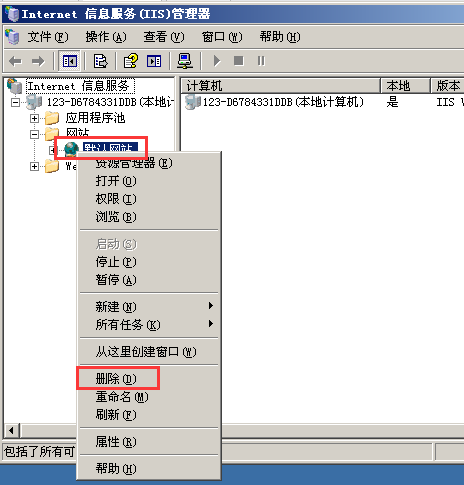 Internet 信息服务(IIS)管理器
文件(F) 操作(A) 查看(V) 窗口(W) 帮助(H)
Internet 信息服务
计算机 本地 版本
123-D6784331DDB(本地计
123-D6784331DDB(本地计算机) 是 IIS V
应用程序池
网站
默认网站
We
资源管理器(E)
打开(O)
权限(I)
浏览(B)
启动(S)
停止(P)
暂停(A)
新建(N)
所有任务(K)
从这里创建窗口(W)
删除(D)
重命名(M)
刷新(F)
属性(R)
包括了所有可
帮助(H)